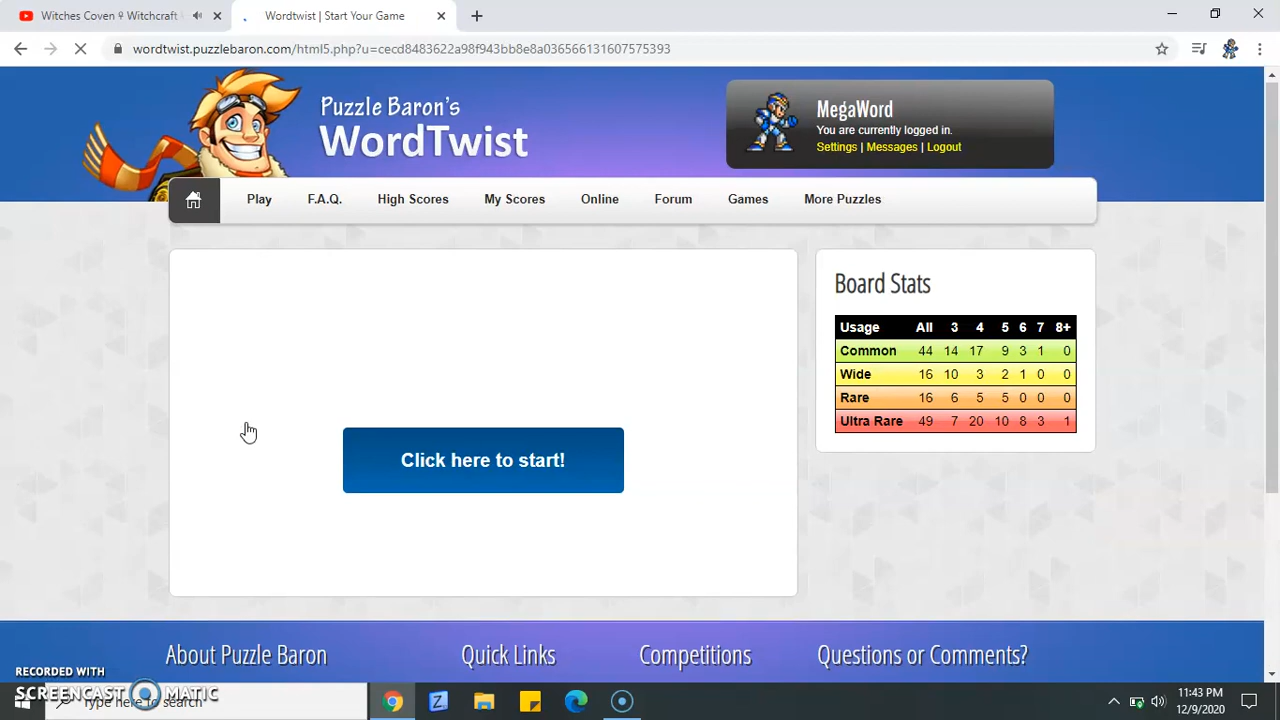 Witches Coven ♀ Witchcraft
Wordtwist | Start Your Game
wordtwist.puzzlebaron.com/html5.php?u=cecd8483622a98f943bb8e8a036566131607575393
Puzzle Baron's
WordTwist
MegaWord
You are currently logged in.
Settings | Messages | Logout
Play F.A.Q. High Scores My Scores Online Forum Games More Puzzles
Board Stats
Usage All 3 4 5 6 7 8+
Common 44 14 17 9 3 1 0
Wide 16 10 3 2 1 0 0
Rare 16 6 5 5 0 0 0
Ultra Rare 49 7 20 10 8 3 1
Click here to start!
About Puzzle Baron Quick Links Competitions Questions or Comments?
RECORDED WITH
SCREENCAST MATIC
Type here to search
11:43 PM
12/9/2020